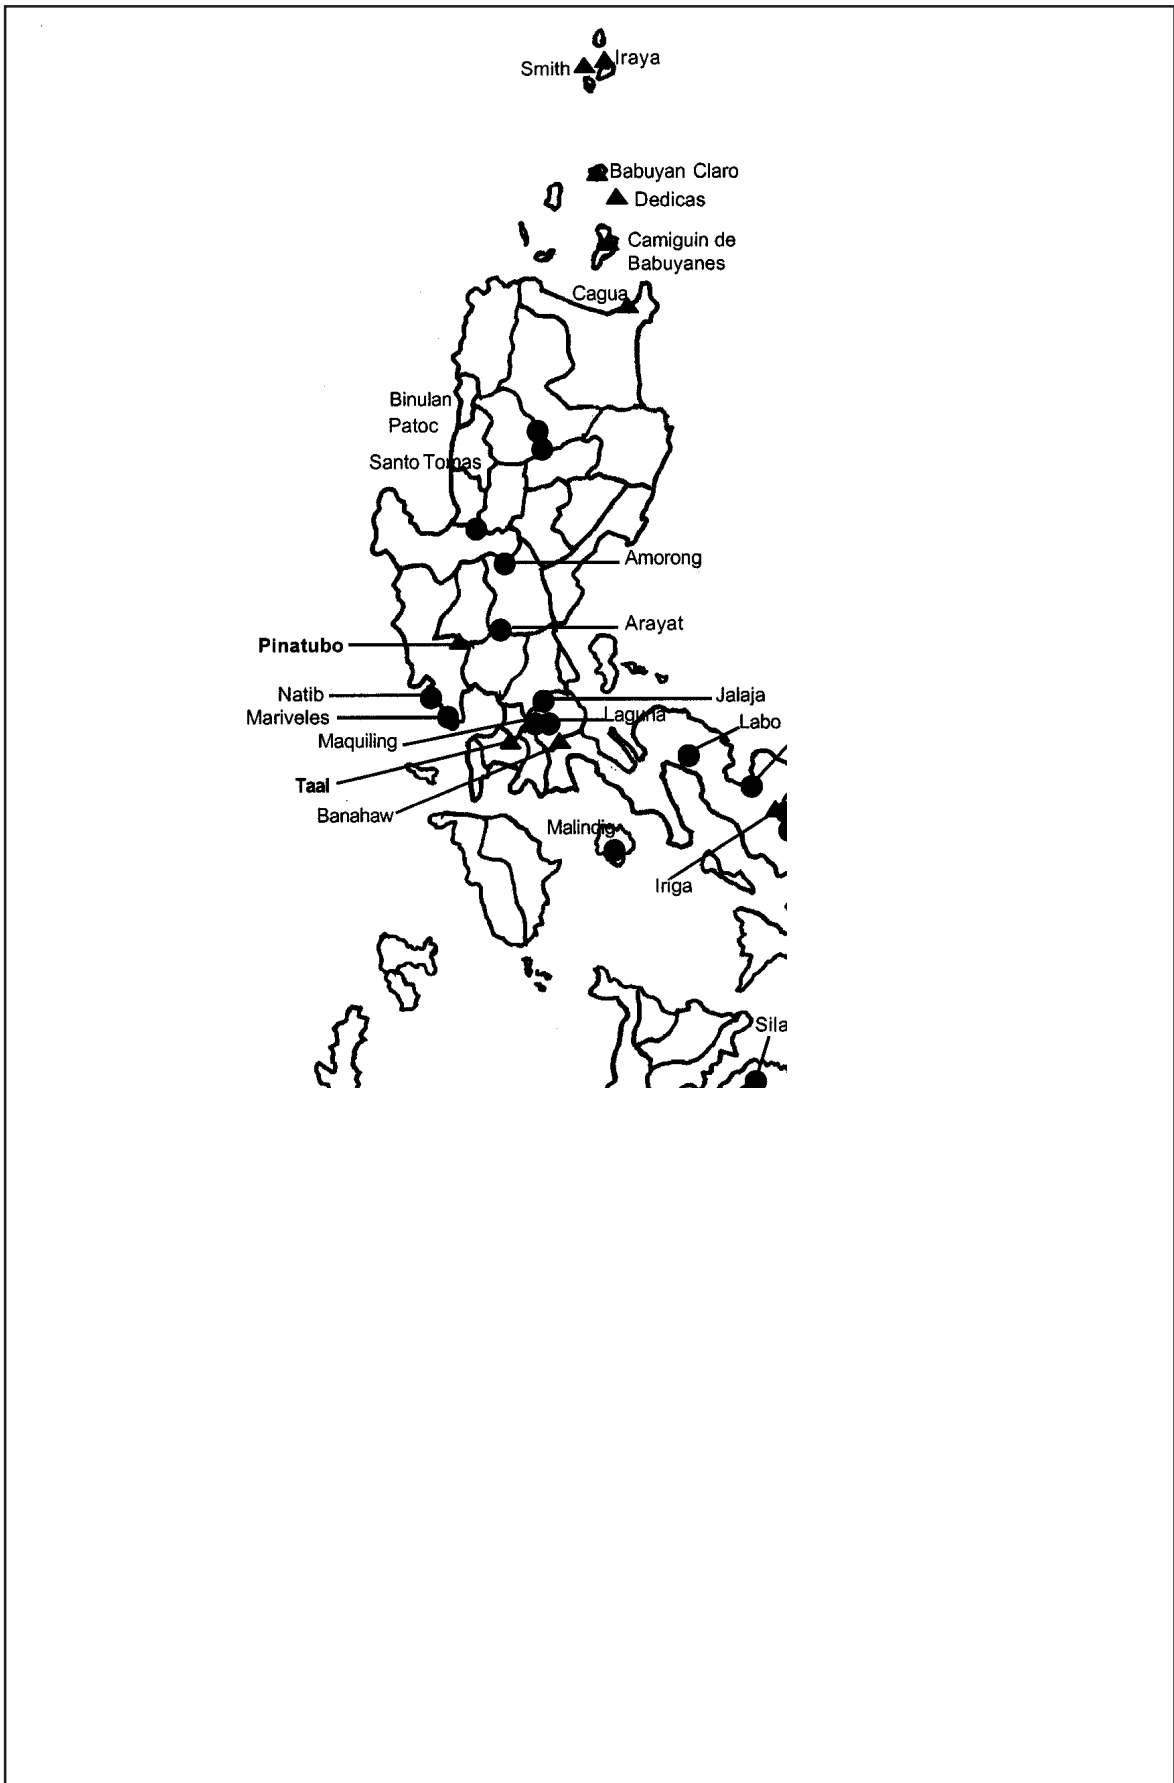 Iraya
Smith
Babuyan Claro
Dedicas
Camiguin de
Babuyanes
Cagua
Binulan
Patoc
Santo Tomas
Amorong
Arayat
Pinatubo
Natib
Jalaja
Mariveles
Laguna
Labo
Maquiling
Taal
Banahaw
Malindig
Iriga
Sila